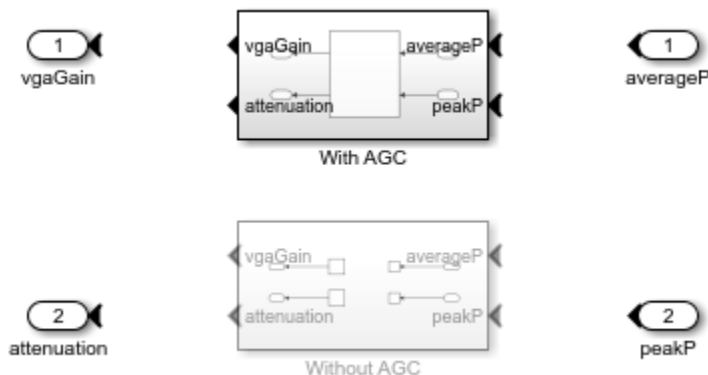 1
vgaGain
vgaGain
averageP
attenuation
peakP
With AGC
1
averageP
2
attenuation
vgaGain
averageP
attenuation
peakP
Without AGC
2
peakP